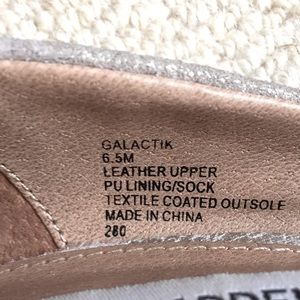 GALACTIK
6.5M
LEATHER UPPER
PU LINING/SOCK
TEXTILE COATED OUTSOLE
MADE IN CHINA
280